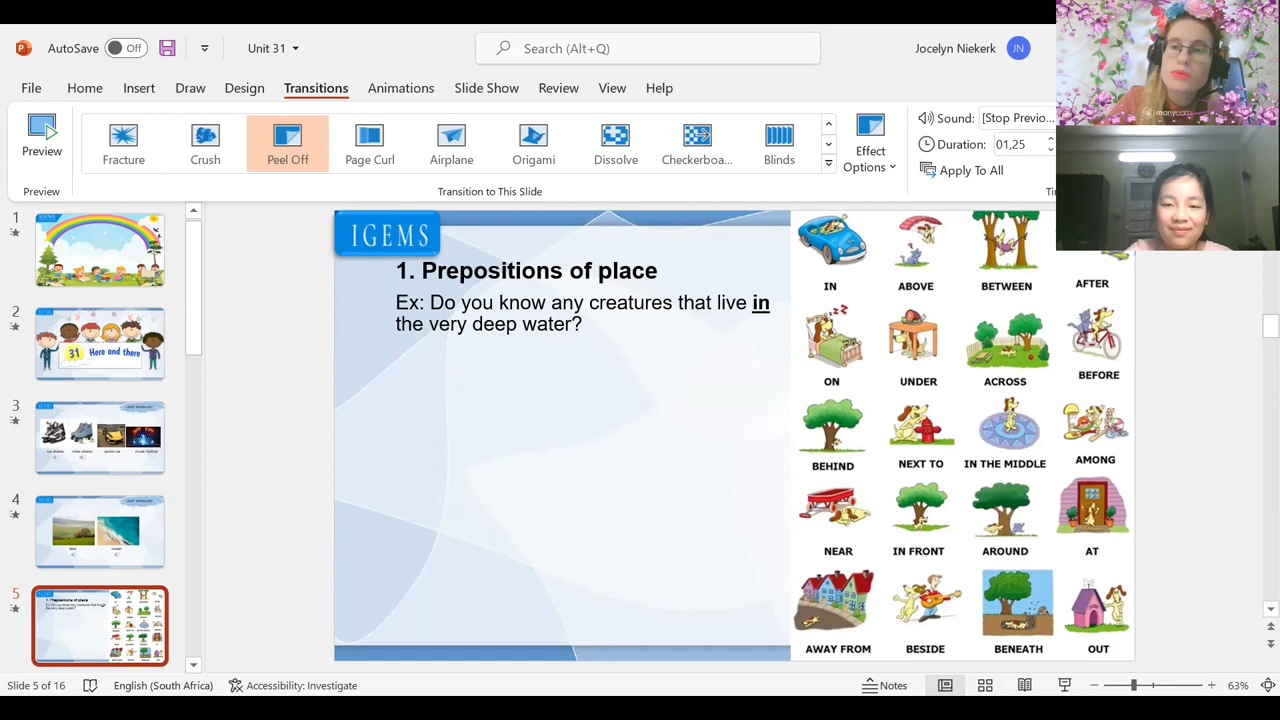 AutoSave Off
Unit 31
Search (Alt+Q)
Jocelyn Niekerk JN
File Home Insert Draw Design Transitions Animations Slide Show Review View Help
Preview
Fracture Crush Peel Off Page Curl Airplane Origami Dissolve Checkerboa... Blinds
Effect
Options
Sound: [Stop Previo...
Duration: 01,25
Apply To All
Preview
Transition to This Slide
manycam
1
2
31 Here and there
3
4
5
IGEMS
1. Prepositions of place
Ex: Do you know any creatures that live in
the very deep water?
IN ABOVE BETWEEN AFTER
ON UNDER ACROSS BEFORE
BEHIND NEXT TO IN THE MIDDLE AMONG
NEAR IN FRONT AROUND AT
AWAY FROM BESIDE BENEATH OUT
Slide 5 of 16
English (South Africa)
Accessibility: Investigate
Notes
63%